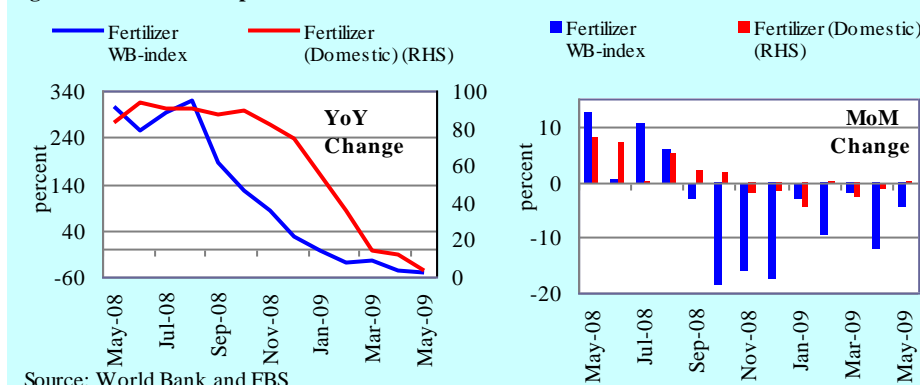 Fertilizer
WB-index
Fertilizer
(Domestic) (RHS)
340
240
140
40
-60
percent
YoY
Change
100
80
60
40
20
0
May-08
Jul-08
Sep-08
Nov-08
Jan-09
Mar-09
May-09
Fertilizer
WB-index
Fertilizer (Domestic)
(RHS)
10
0
-10
-20
percent
MoM
Change
May-08
Jul-08
Sep-08
Nov-08
Jan-09
Mar-09
May-09
Source: World Bank and FBS